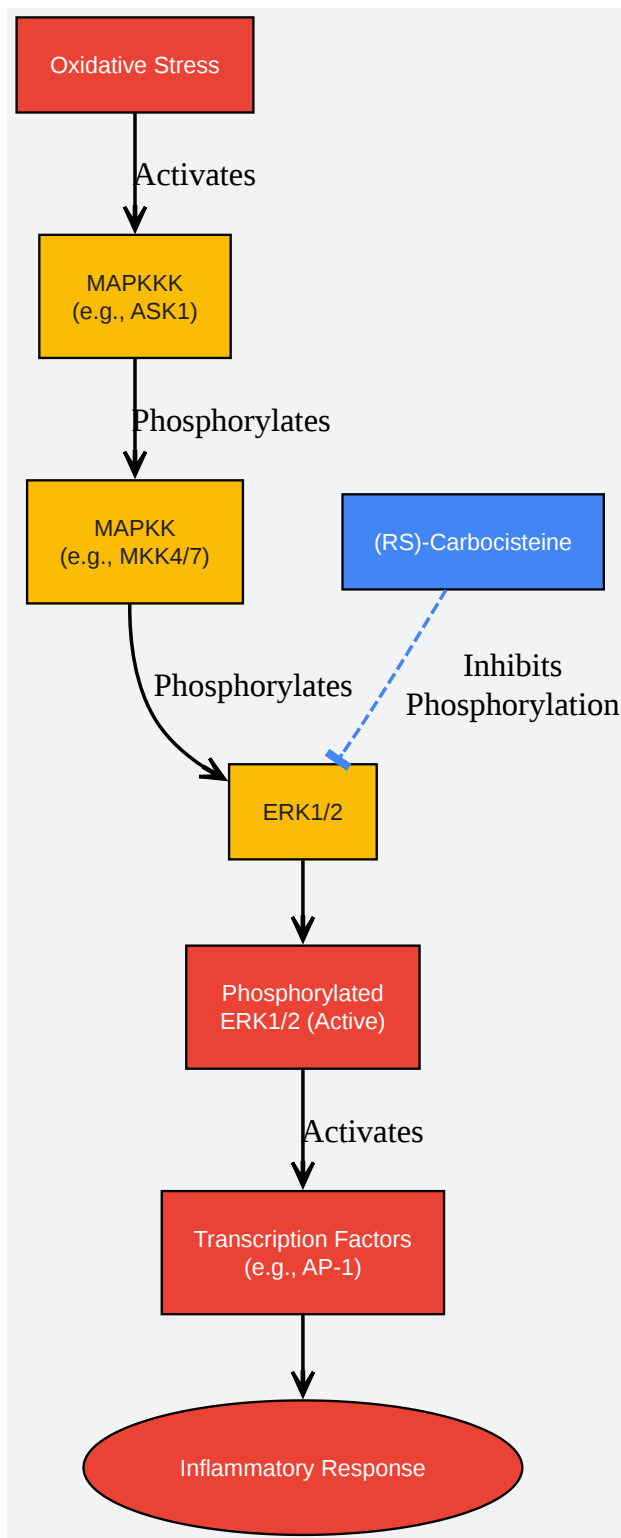 Oxidative Stress
Activates
MAPKKK
(e.g., ASK1)
Phosphorylates
MAPKK
(e.g., MKK4/7)
(RS)-Carbocisteine
Phosphorylates
Inhibits
Phosphorylation
ERK1/2
Phosphorylated
ERK1/2 (Active)
Activates
Transcription Factors
(e.g., AP-1)
Inflammatory Response